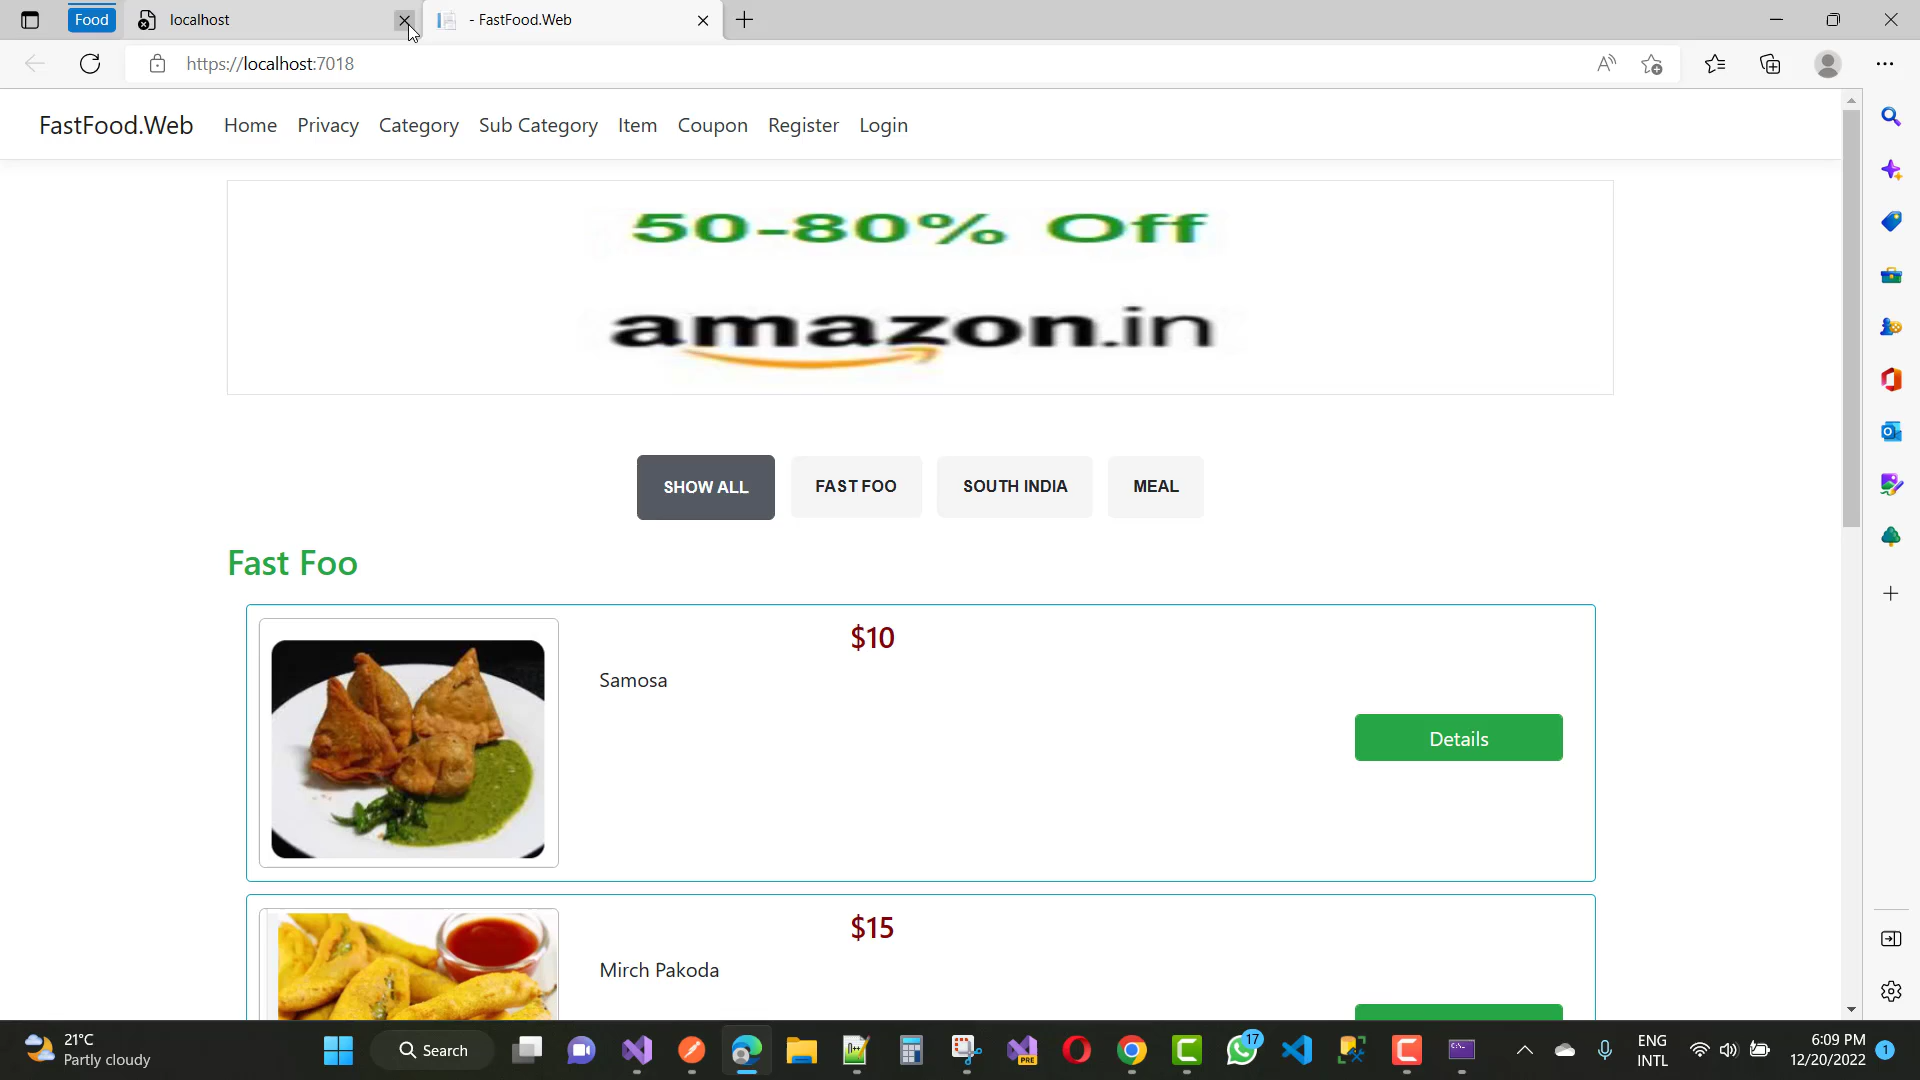 Food
localhost
- FastFood.Web
https://localhost:7018
FastFood.Web
Home
Privacy
Category
Sub Category
Item
Coupon
Register
Login
50-80% Off
amazon.in
SHOW ALL
FAST FOO
SOUTH INDIA
MEAL
Fast Foo
$10
Samosa
Details
$15
Mirch Pakoda
21°C
Partly cloudy
Search
PRE
17
ENG
INTL
6:09 PM
12/20/2022
1